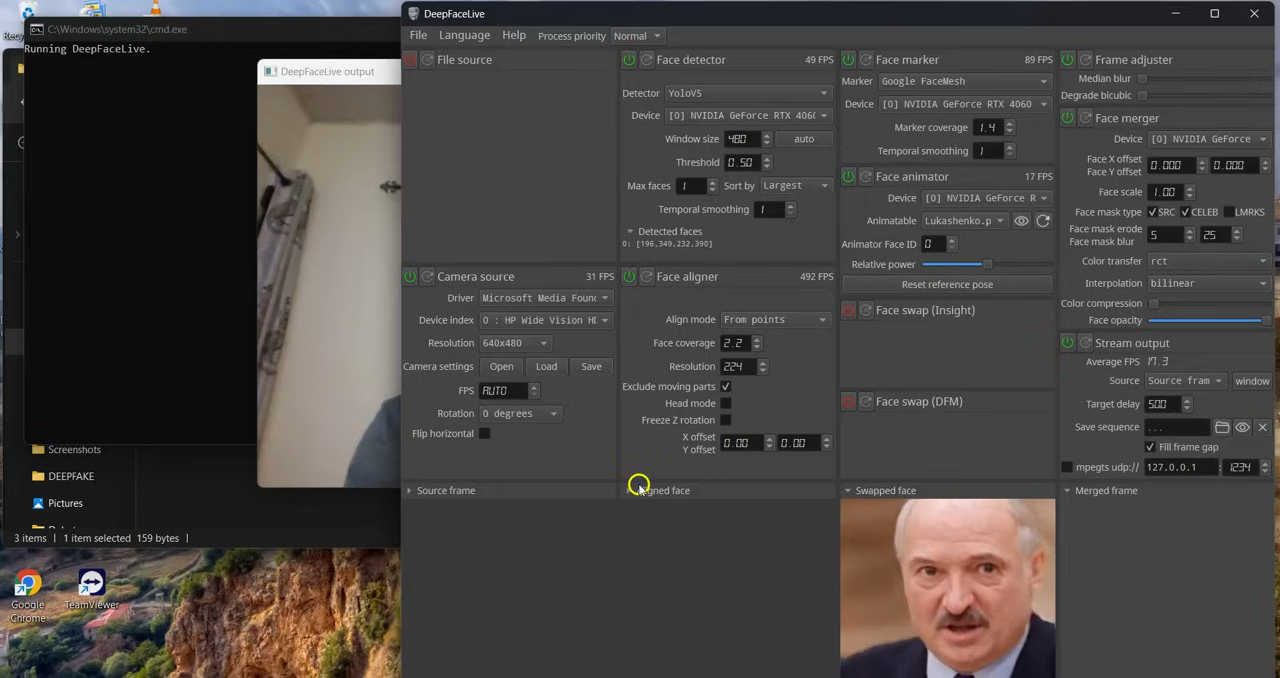 Recyc
C:\Windows\system32\cmd.exe
Running DeepFaceLive.
DeepFaceLive output
Screenshots
DEEPFAKE
Pictures
3 items | 1 item selected 159 bytes |
Google Chrome
TeamViewer
DeepFaceLive
File Language Help Process priority Normal
File source
Camera source 31 FPS
Driver Microsoft Media Foun
Device index 0 : HP Wide Vision HD
Resolution 640x480
Camera settings Open Load Save
FPS AUTO
Rotation 0 degrees
Flip horizontal
Source frame
Face detector 49 FPS
Detector YoloV5
Device [0] NVIDIA GeForce RTX 4060
Window size 480 auto
Threshold 0.50
Max faces 1 Sort by Largest
Temporal smoothing 1
Detected faces
0: [196,349,232,390]
Face aligner 492 FPS
Align mode From points
Face coverage 2.2
Resolution 224
Exclude moving parts
Head mode
Freeze Z rotation
X offset
Y offset
0.00 0.00
face
Face marker 89 FPS
Marker Google FaceMesh
Device [0] NVIDIA GeForce RTX 4060
Marker coverage 1.4
Temporal smoothing 1
Face animator 17 FPS
Device [0] NVIDIA GeForce R
Animatable Lukashenko.p
Animator Face ID 0
Relative power
Reset reference pose
Face swap (Insight)
Face swap (DFM)
Swapped face
Frame adjuster
Median blur
Degrade bicubic
Face merger
Device [0] NVIDIA GeForce
Face X offset
Face Y offset
0.000 0.000
Face scale 1.00
Face mask type SRC CELEB LMRKS
Face mask erode
Face mask blur
5 25
Color transfer rct
Interpolation bilinear
Color compression
Face opacity
Stream output
Average FPS 17.3
Source Source fram window
Target delay 500
Save sequence ...
Fill frame gap
mpegts udp:// 127.0.0.1 : 1234
Merged frame